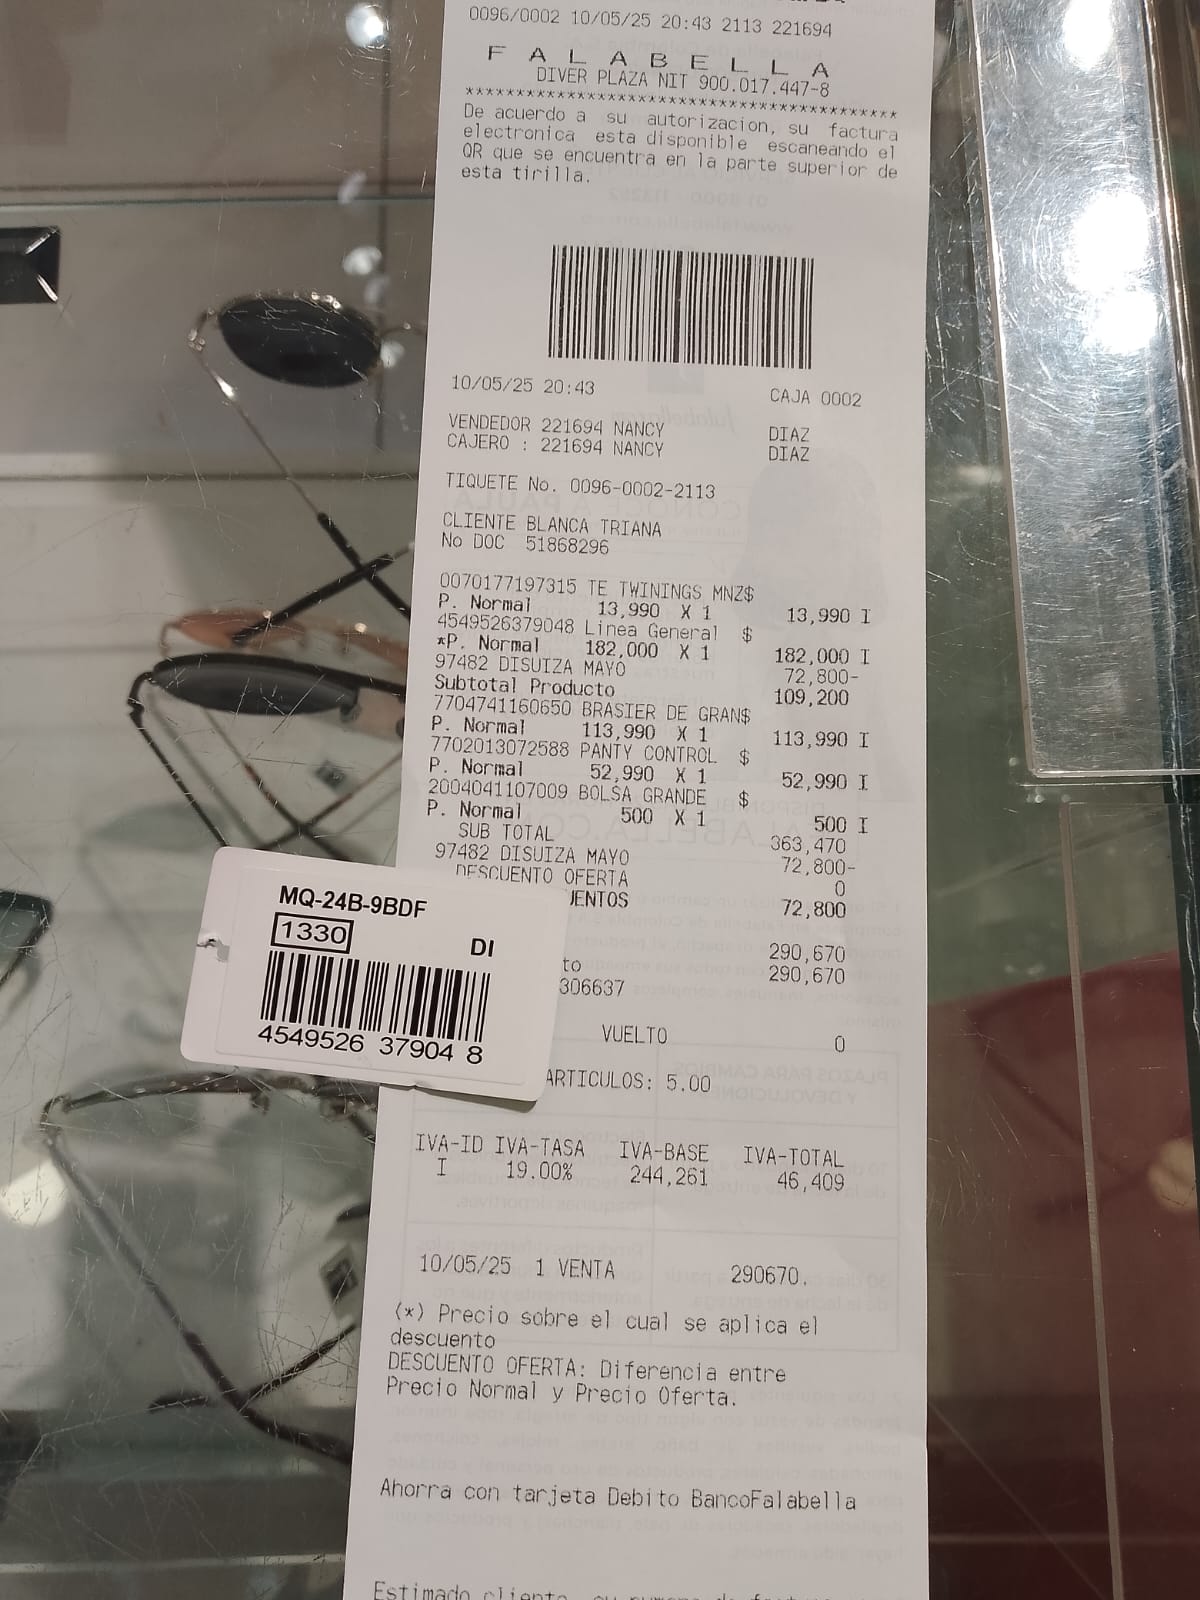 0096/0002 10/05/25 20:43 2113 221694
F A L A B E L L A
DIVER PLAZA NIT 900.017.447-8
******************************************
De acuerdo a su autorizacion, su factura
electronica esta disponible escaneando el
QR que se encuentra en la parte superior de
esta tirilla.
10/05/25 20:43 CAJA 0002
VENDEDOR 221694 NANCY DIAZ
CAJERO : 221694 NANCY DIAZ
TIQUETE No. 0096-0002-2113
CLIENTE BLANCA TRIANA
No DOC 51868296
0070177197315 TE TWININGS MNZ$
P. Normal 13,990 X 1 13,990 I
4549526379048 Linea General $
*P. Normal 182,000 X 1 182,000 I
97482 DISUIZA MAYO 72,800-
Subtotal Producto 109,200
7704741160650 BRASIER DE GRAN$
P. Normal 113,990 X 1 113,990 I
7702013072588 PANTY CONTROL $
P. Normal 52,990 X 1 52,990 I
2004041107009 BOLSA GRANDE $
P. Normal 500 X 1 500 I
SUB TOTAL 363,470
97482 DISUIZA MAYO 72,800-
DESCUENTO OFERTA 0
UENTOS 72,800
290,670
to 290,670
306637
VUELTO 0
ARTICULOS: 5.00
MQ-24B-9BDF
1330
DI
4549526 37904 8
IVA-ID IVA-TASA IVA-BASE IVA-TOTAL
I 19.00% 244,261 46,409
10/05/25 1 VENTA 290670.
(*) Precio sobre el cual se aplica el
descuento
DESCUENTO OFERTA: Diferencia entre
Precio Normal y Precio Oferta.
Ahorra con tarjeta Debito BancoFalabella
Estimado cliente, su numero de